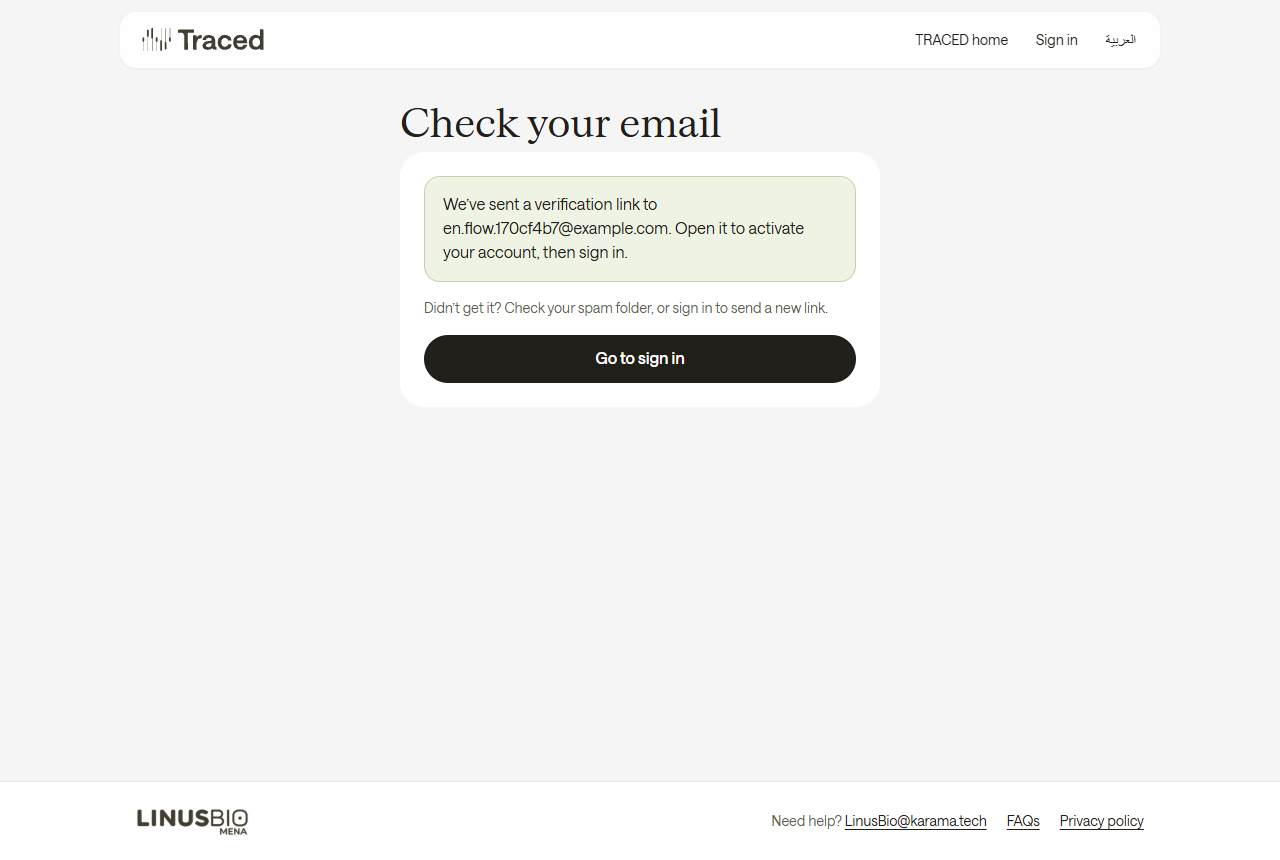 Traced
TRACED home
Sign in
العربية
Check your email
We've sent a verification link to
en.flow.170cf4b7@example.com. Open it to activate
your account, then sign in.
Didn't get it? Check your spam folder, or sign in to send a new link.
Go to sign in
LINUSBIO
MENA
Need help? LinusBio@karama.tech
FAQs
Privacy policy